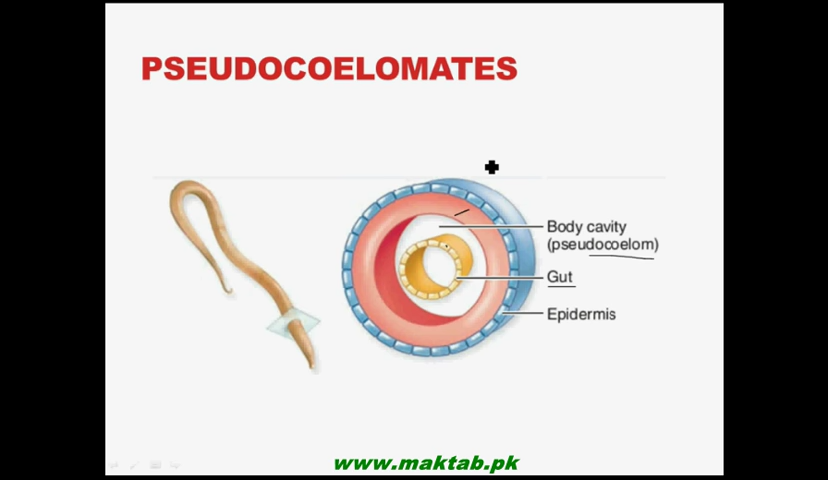 PSEUDOCOELOMATES
Body cavity
(pseudocoelom)
Gut
Epidermis
www.maktab.pk